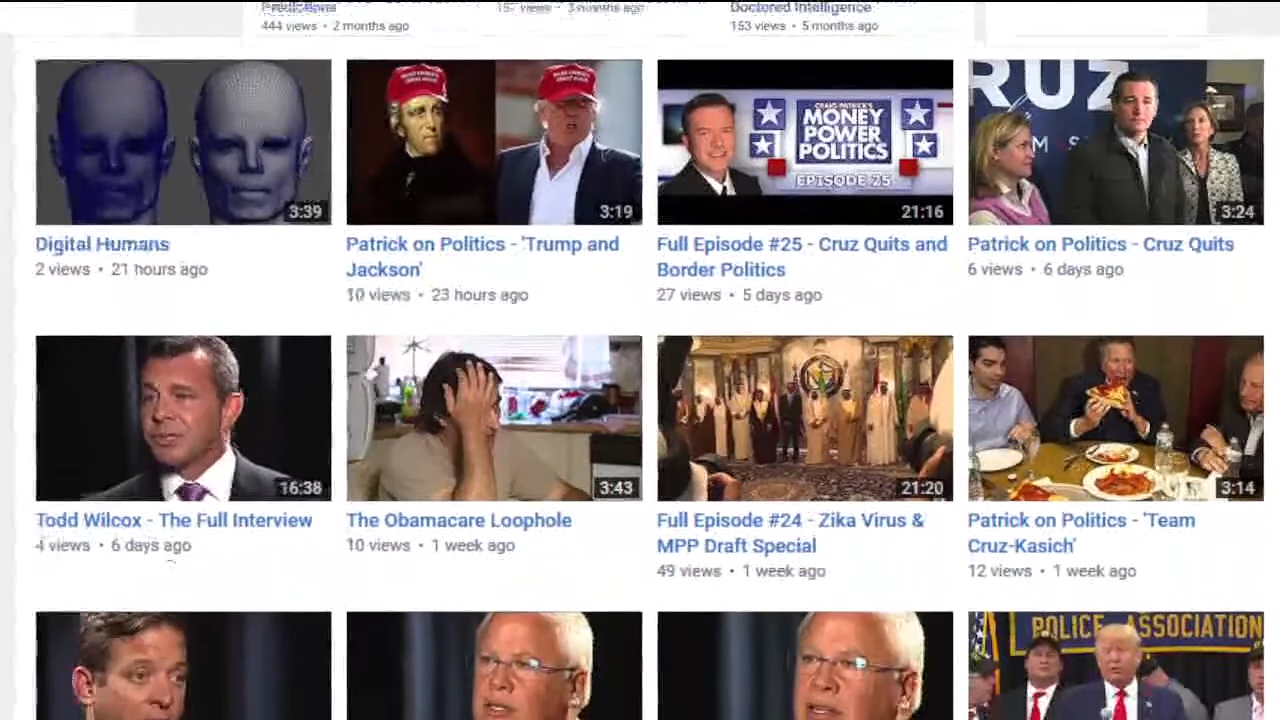 444 views • 2 months ago
Doctored Intelligence
153 views • 5 months ago
RUZ
3:39
3:19
CRAIG PATRICK'S
MONEY
POWER
POLITICS
EPISODE 25
21:16
3:24
Digital Humans
2 views • 21 hours ago
Patrick on Politics - 'Trump and
Jackson'
10 views • 23 hours ago
Full Episode #25 - Cruz Quits and
Border Politics
27 views • 5 days ago
Patrick on Politics - Cruz Quits
6 views • 6 days ago
16:38
3:43
21:20
3:14
Todd Wilcox - The Full Interview
4 views • 6 days ago
The Obamacare Loophole
10 views • 1 week ago
Full Episode #24 - Zika Virus &
MPP Draft Special
49 views • 1 week ago
Patrick on Politics - 'Team
Cruz-Kasich'
12 views • 1 week ago
POLICE ASSOCIATION